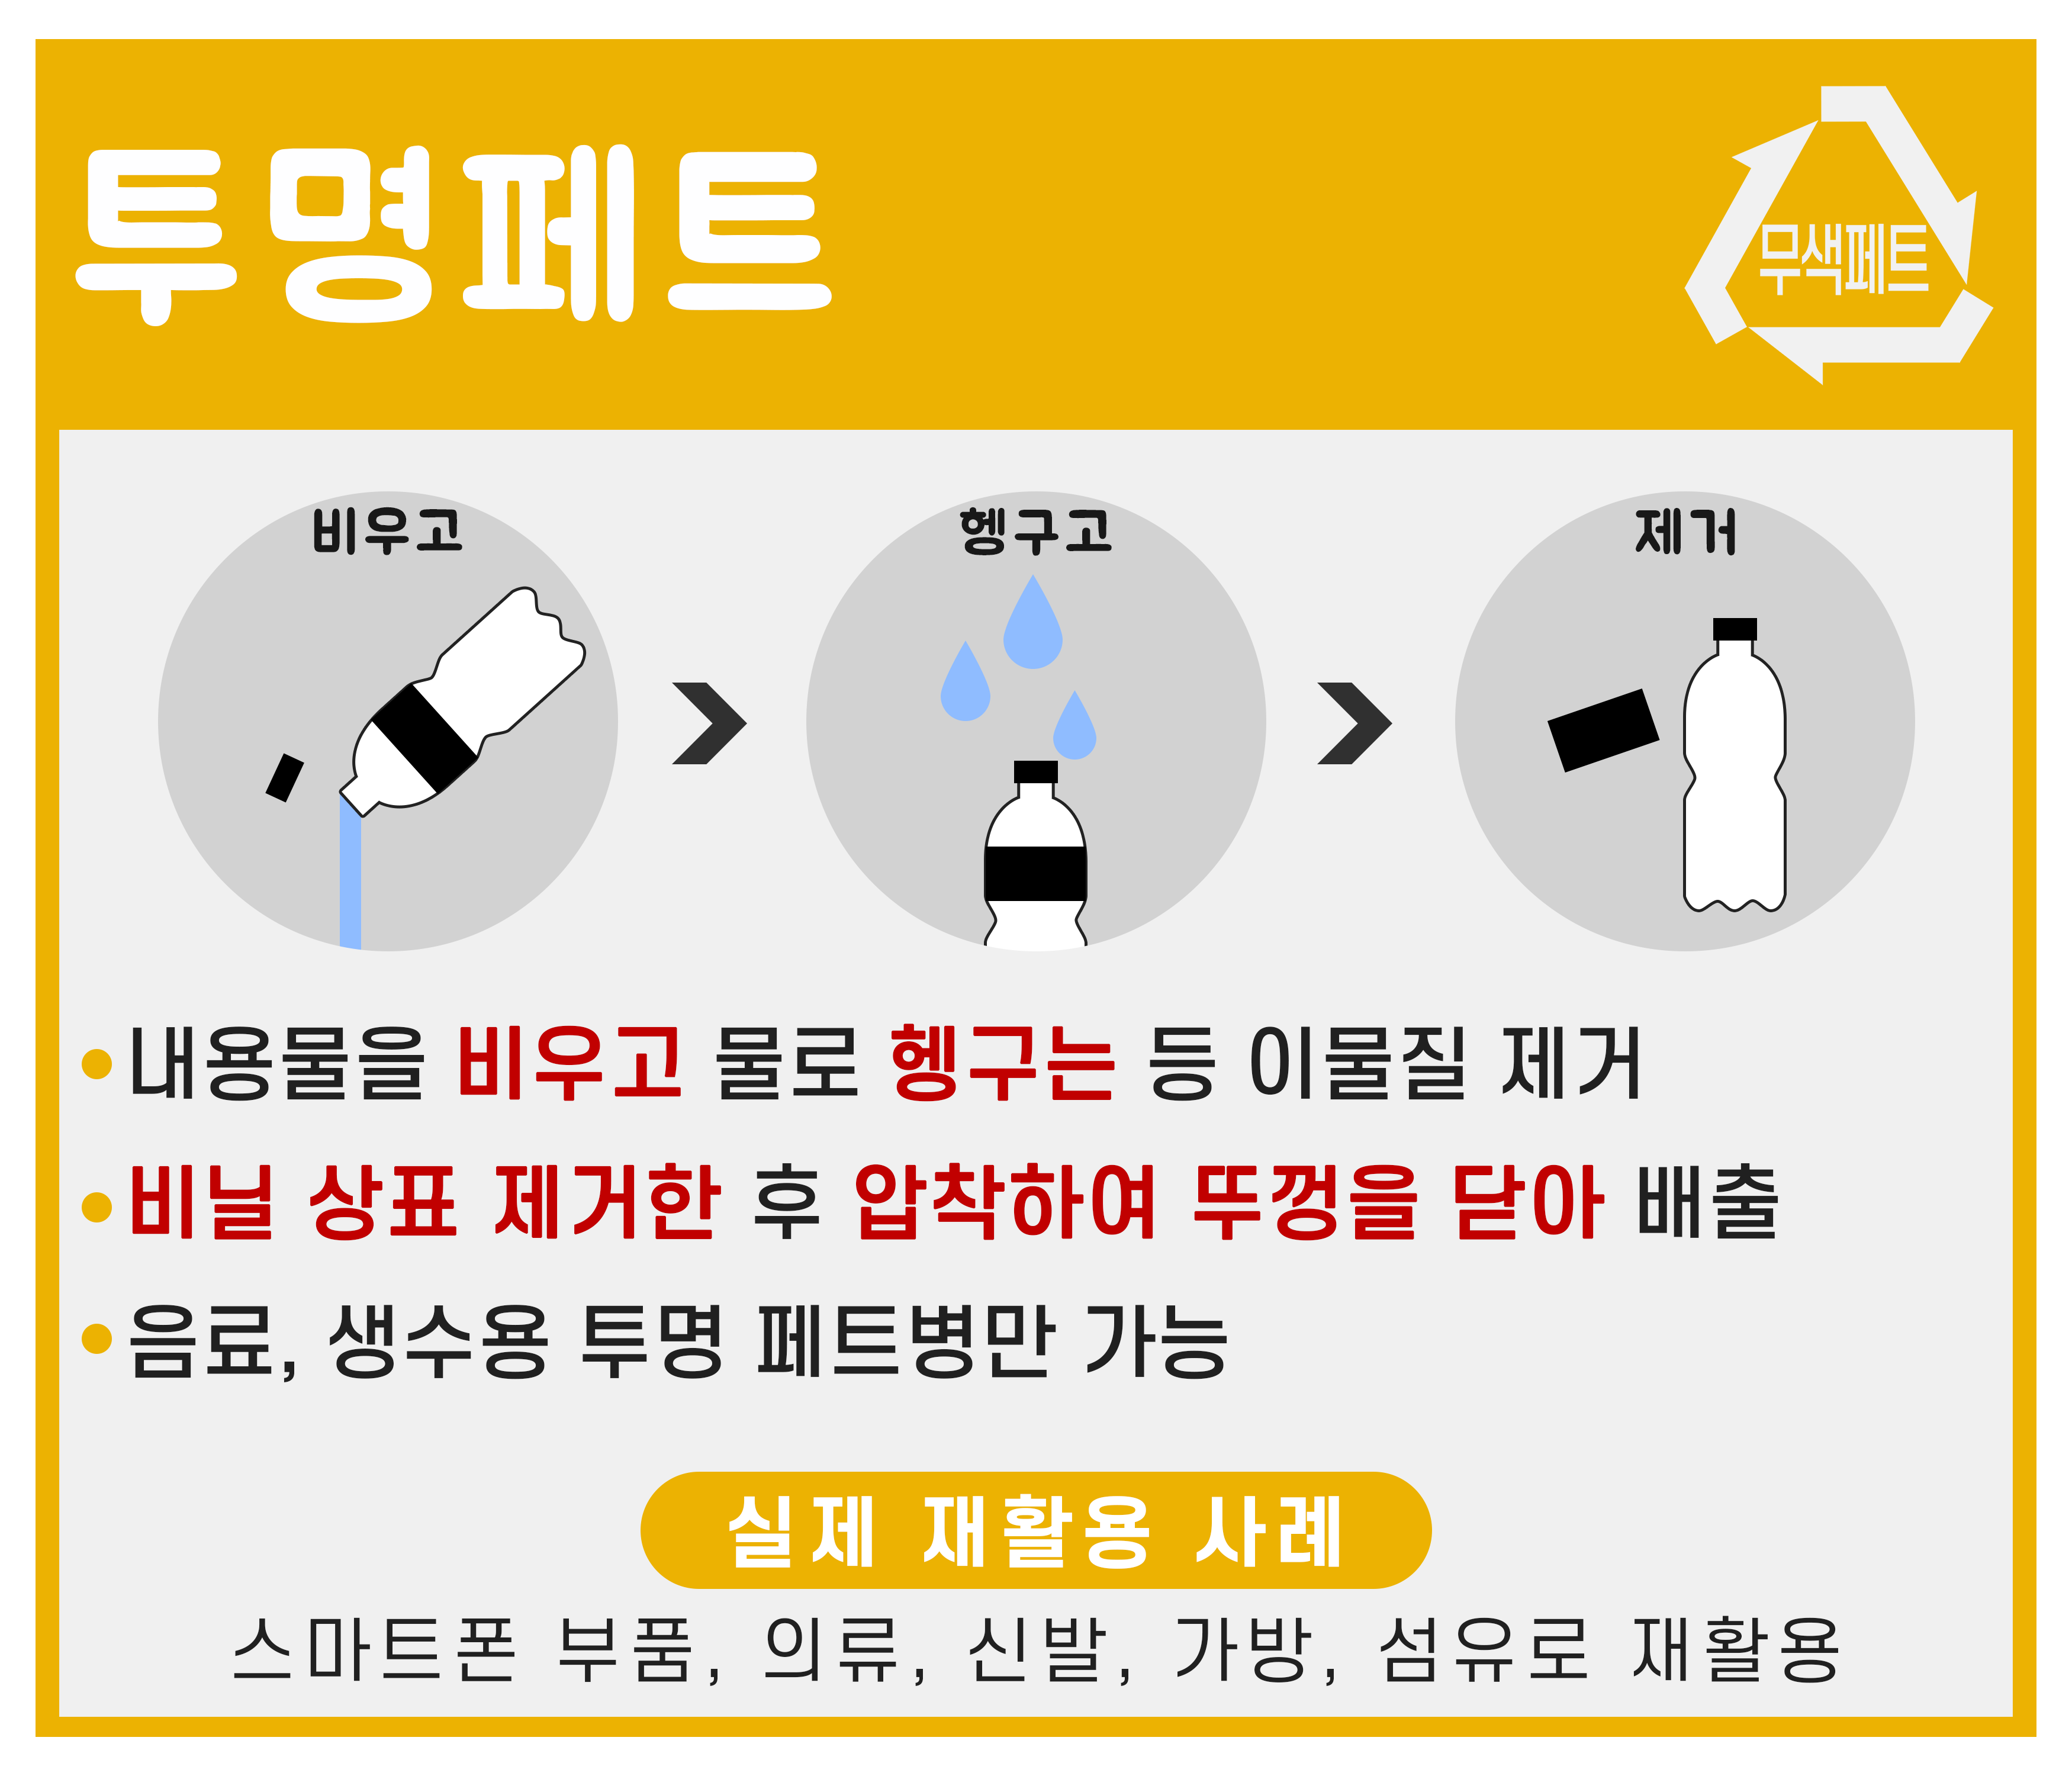 투명페트
무색페트
비우고
헹구고
제거
내용물을 비우고 물로 헹구는 등 이물질 제거
비닐 상표 제거한 후 압착하여 뚜껑을 닫아 배출
음료, 생수용 투명 페트병만 가능
실제 재활용 사례
스마트폰 부품, 의류, 신발, 가방, 섬유로 재활용